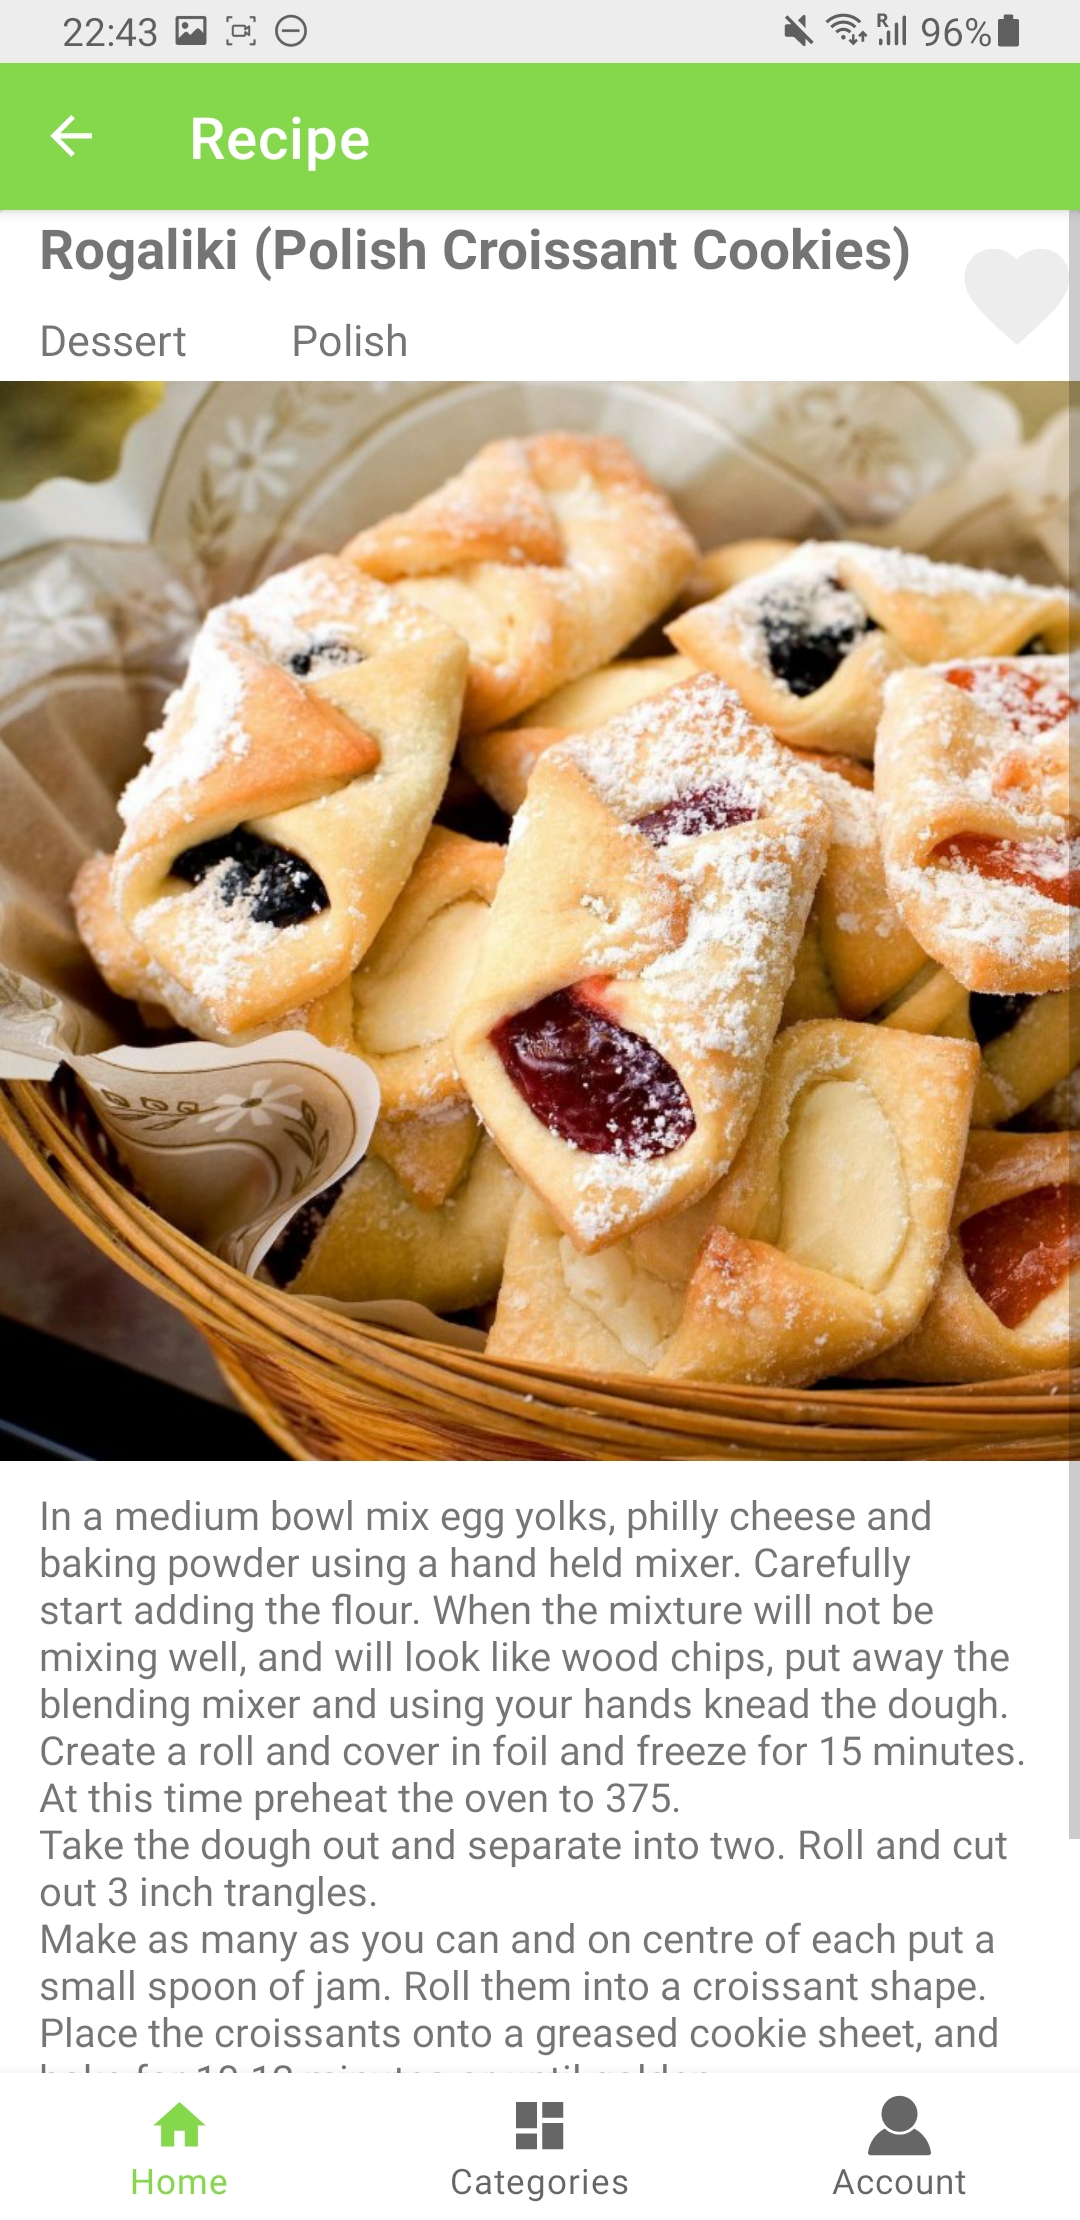 22:43 R 96%
Recipe
Rogaliki (Polish Croissant Cookies)
Dessert Polish
In a medium bowl mix egg yolks, philly cheese and
baking powder using a hand held mixer. Carefully
start adding the flour. When the mixture will not be
mixing well, and will look like wood chips, put away the
blending mixer and using your hands knead the dough.
Create a roll and cover in foil and freeze for 15 minutes.
At this time preheat the oven to 375.
Take the dough out and separate into two. Roll and cut
out 3 inch trangles.
Make as many as you can and on centre of each put a
small spoon of jam. Roll them into a croissant shape.
Place the croissants onto a greased cookie sheet, and
Home Categories Account